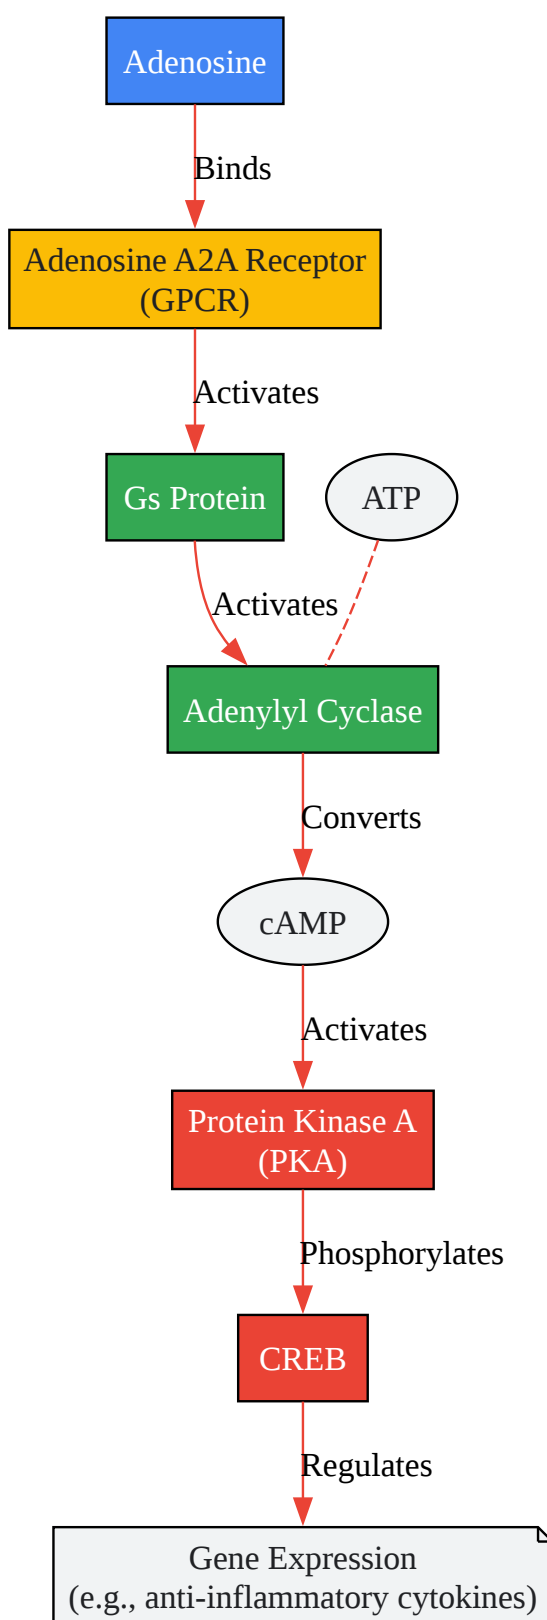 Adenosine
Binds
Adenosine A2A Receptor
(GPCR)
Activates
Gs Protein
ATP
Activates
Adenylyl Cyclase
Converts
cAMP
Activates
Protein Kinase A
(PKA)
Phosphorylates
CREB
Regulates
Gene Expression
(e.g., anti-inflammatory cytokines)